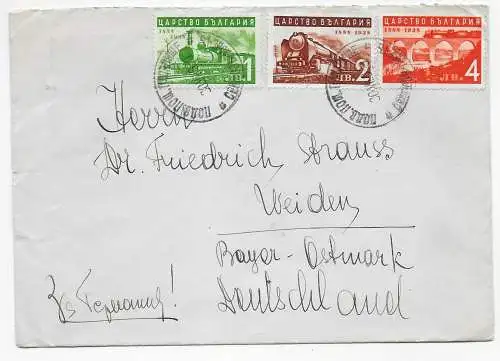 ЦАРСТВО БЪЛГАРИЯ ЦАРСТВО БЪЛГАРИЯ ЦАРСТВО БЪЛГАРИЯ
1888 1938 1888-1938 1888-1938
ЛВ. 1 ЛВ. 2 ЛВ. 4
Herrn
Dr. Friedrich Strauss
Weiden
Bayer-Ostmark
За Германия!
Deutschland